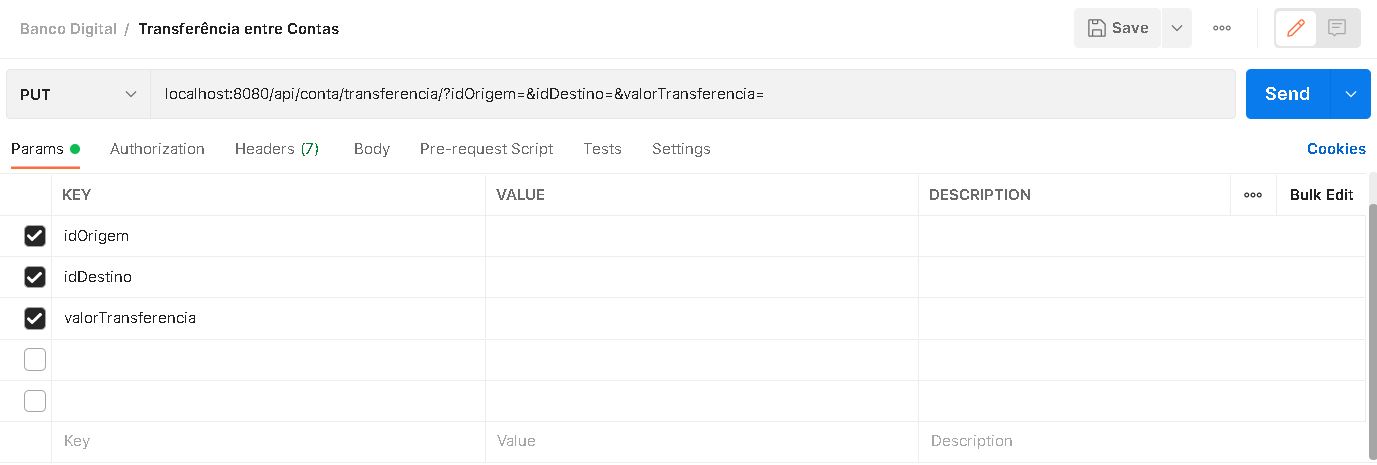 Banco Digital / Transferência entre Contas
Save
PUT
localhost:8080/api/conta/transferencia/?idOrigem=&idDestino=&valorTransferencia=
Send
Params
Authorization
Headers (7)
Body
Pre-request Script
Tests
Settings
Cookies
KEY
VALUE
DESCRIPTION
Bulk Edit
idOrigem
idDestino
valorTransferencia
Key
Value
Description